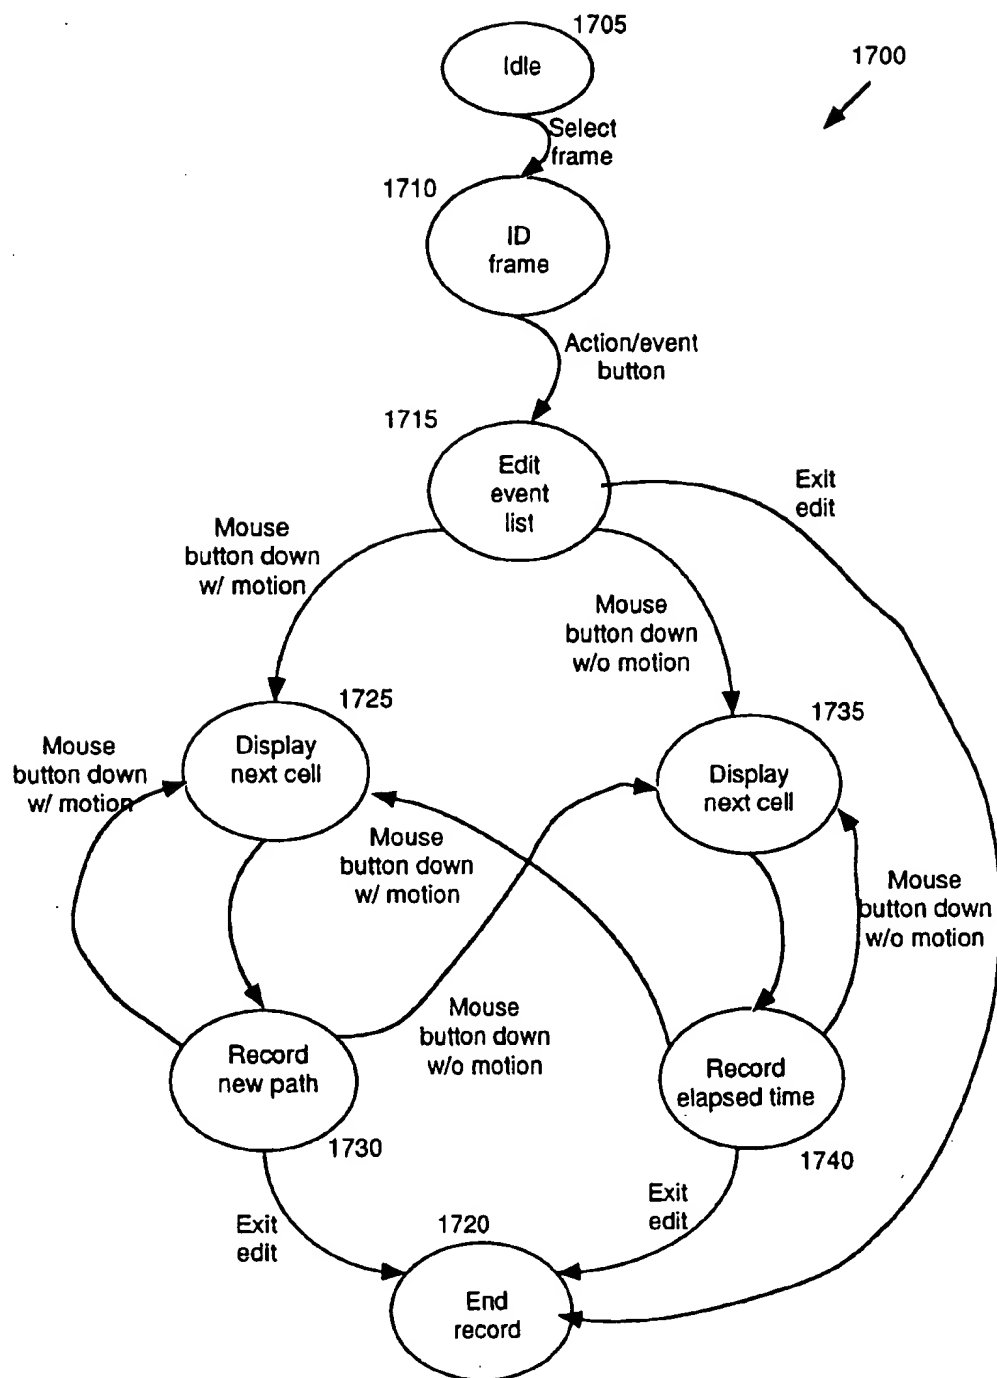 1705
Idle
1700
Select
frame
1710
ID
frame
Action/event
button
1715
Edit
event
list
Exit
edit
Mouse
button down
w/ motion
Mouse
button down
w/o motion
1725
Display
next cell
1735
Display
next cell
Mouse
button down
w/ motion
Mouse
button down
w/ motion
Mouse
button down
w/o motion
Mouse
button down
w/o motion
Record
new path
1730
Record
elapsed time
1740
Exit
edit
Exit
edit
1720
End
record